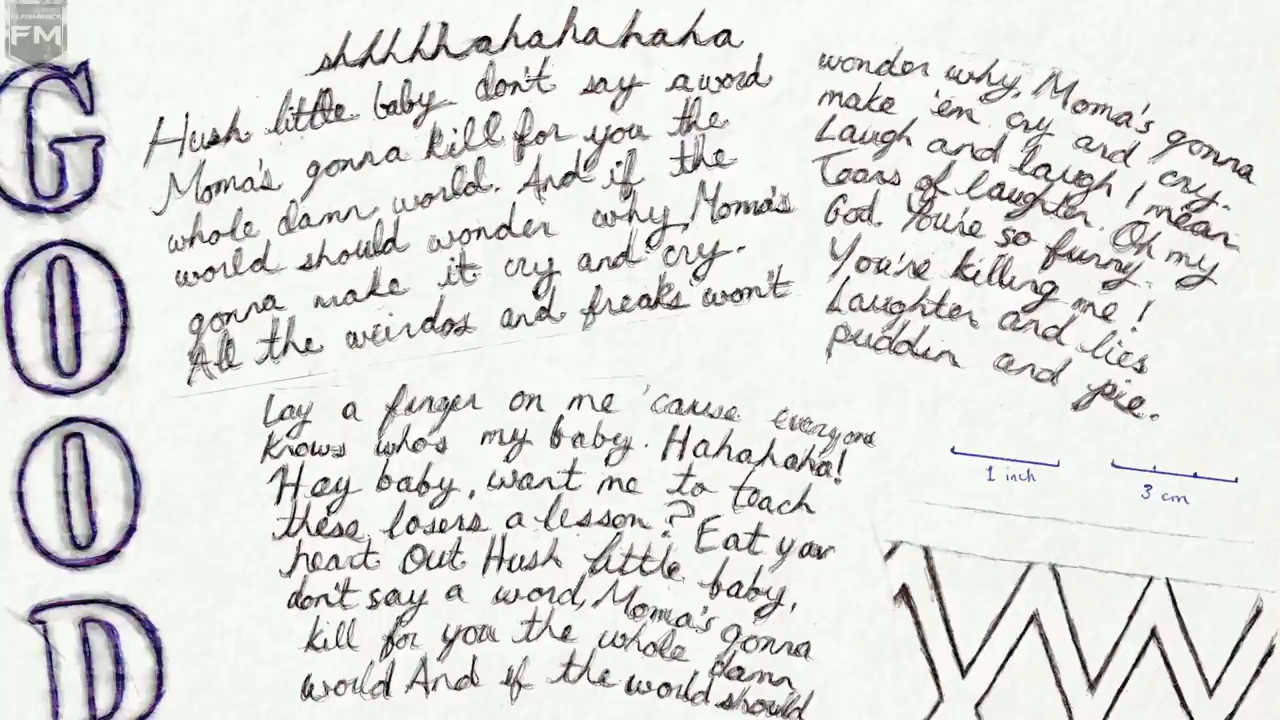 FLASHBACK
FM
GOOD
shhhhhahahahaha
Hush little baby don't say a word
Moma's gonna kill for you the
whole damn world. And if the
world should wonder why, Moma's
gonna make it cry and cry.
All the weirdos and freaks won't
Lay a finger on me 'cause everyone
knows who's my baby. Hahahaha!
Hey baby, want me to teach
these losers a lesson? Eat your
heart out Hush little baby,
don't say a word, Moma's gonna
kill for you the whole damn
world And if the world should
wonder why, Moma's gonna
make 'em cry and cry.
Laugh and laugh, I mean
Tears of laughter. Oh my
God. You're so funny.
You're killing me!
Laughter and lies
puddin and pie.
1 inch
3 cm
W